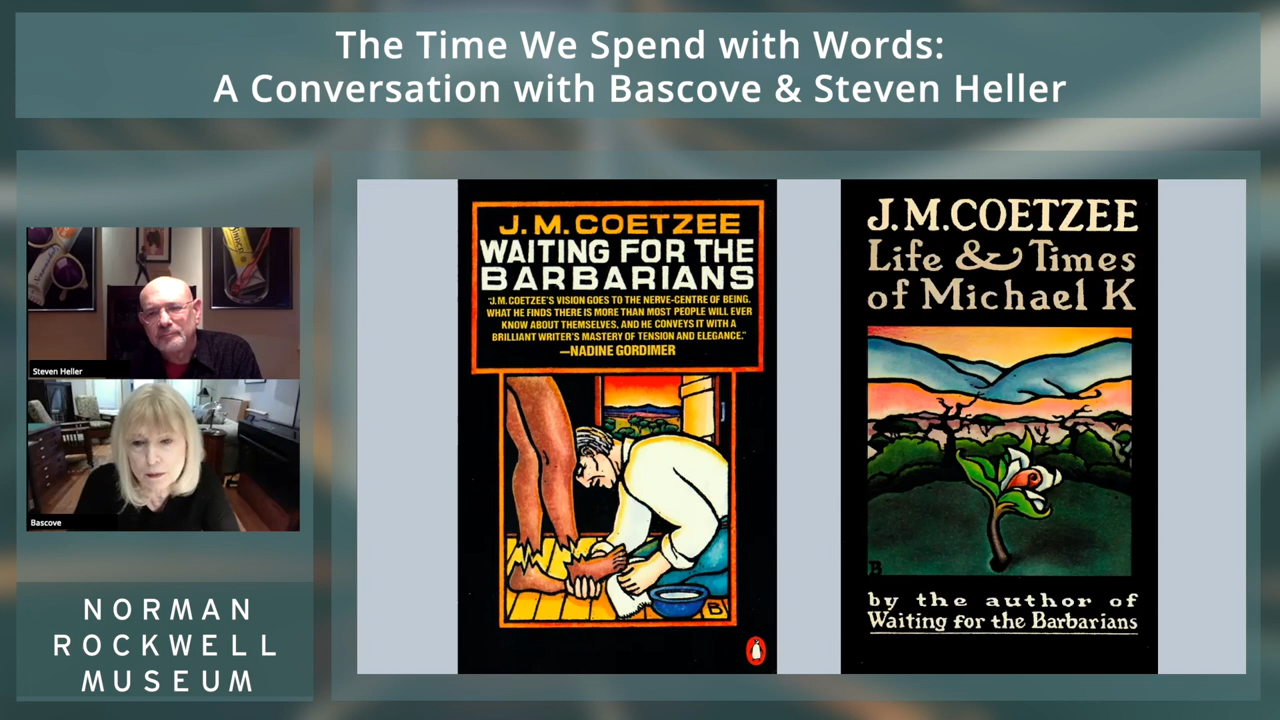 The Time We Spend with Words:
A Conversation with Bascove & Steven Heller
Steven Heller
Bascove
NORMAN
ROCKWELL
MUSEUM
J.M.COETZEE
WAITING FOR THE
BARBARIANS
"J.M. COETZEE'S VISION GOES TO THE NERVE-CENTRE OF BEING.
WHAT HE FINDS THERE IS MORE THAN MOST PEOPLE WILL EVER
KNOW ABOUT THEMSELVES, AND HE CONVEYS IT WITH A
BRILLIANT WRITER'S MASTERY OF TENSION AND ELEGANCE."
—NADINE GORDIMER
B
J.M.COETZEE
Life & Times
of Michael K
B
by the author of
Waiting for the Barbarians